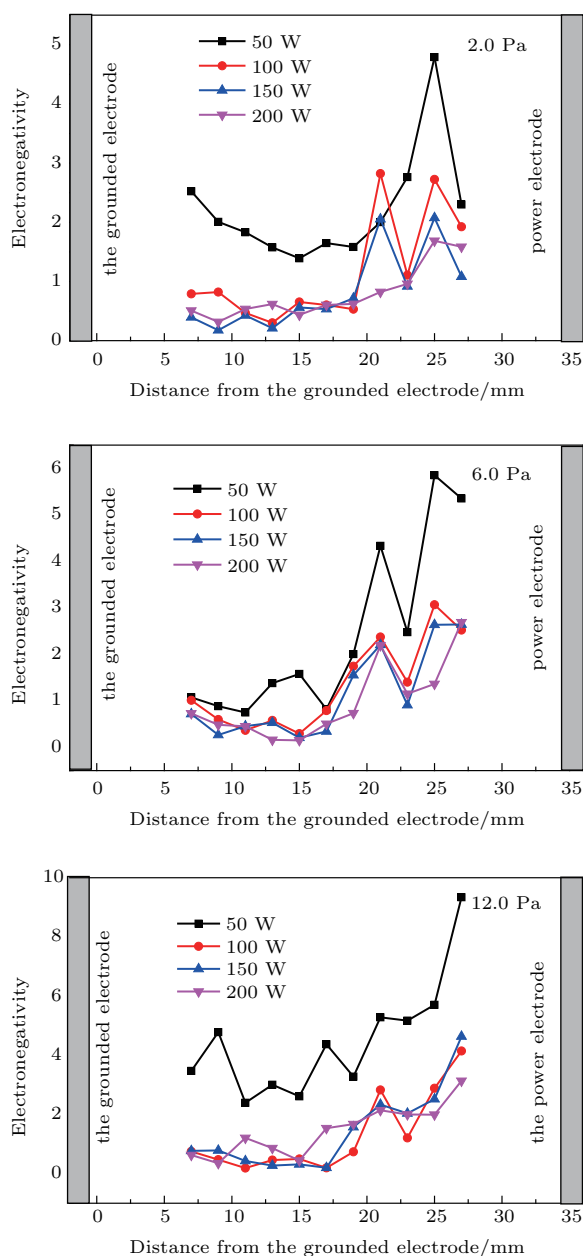 2.0 Pa
50 W
100 W
150 W
200 W
Electronegativity
the grounded electrode
power electrode
5
4
3
2
1
0
0 5 10 15 20 25 30 35
Distance from the grounded electrode/mm
6.0 Pa
50 W
100 W
150 W
200 W
Electronegativity
the grounded electrode
power electrode
6
5
4
3
2
1
0
0 5 10 15 20 25 30 35
Distance from the grounded electrode/mm
12.0 Pa
50 W
100 W
150 W
200 W
Electronegativity
the grounded electrode
the power electrode
10
8
6
4
2
0
0 5 10 15 20 25 30 35
Distance from the grounded electrode/mm